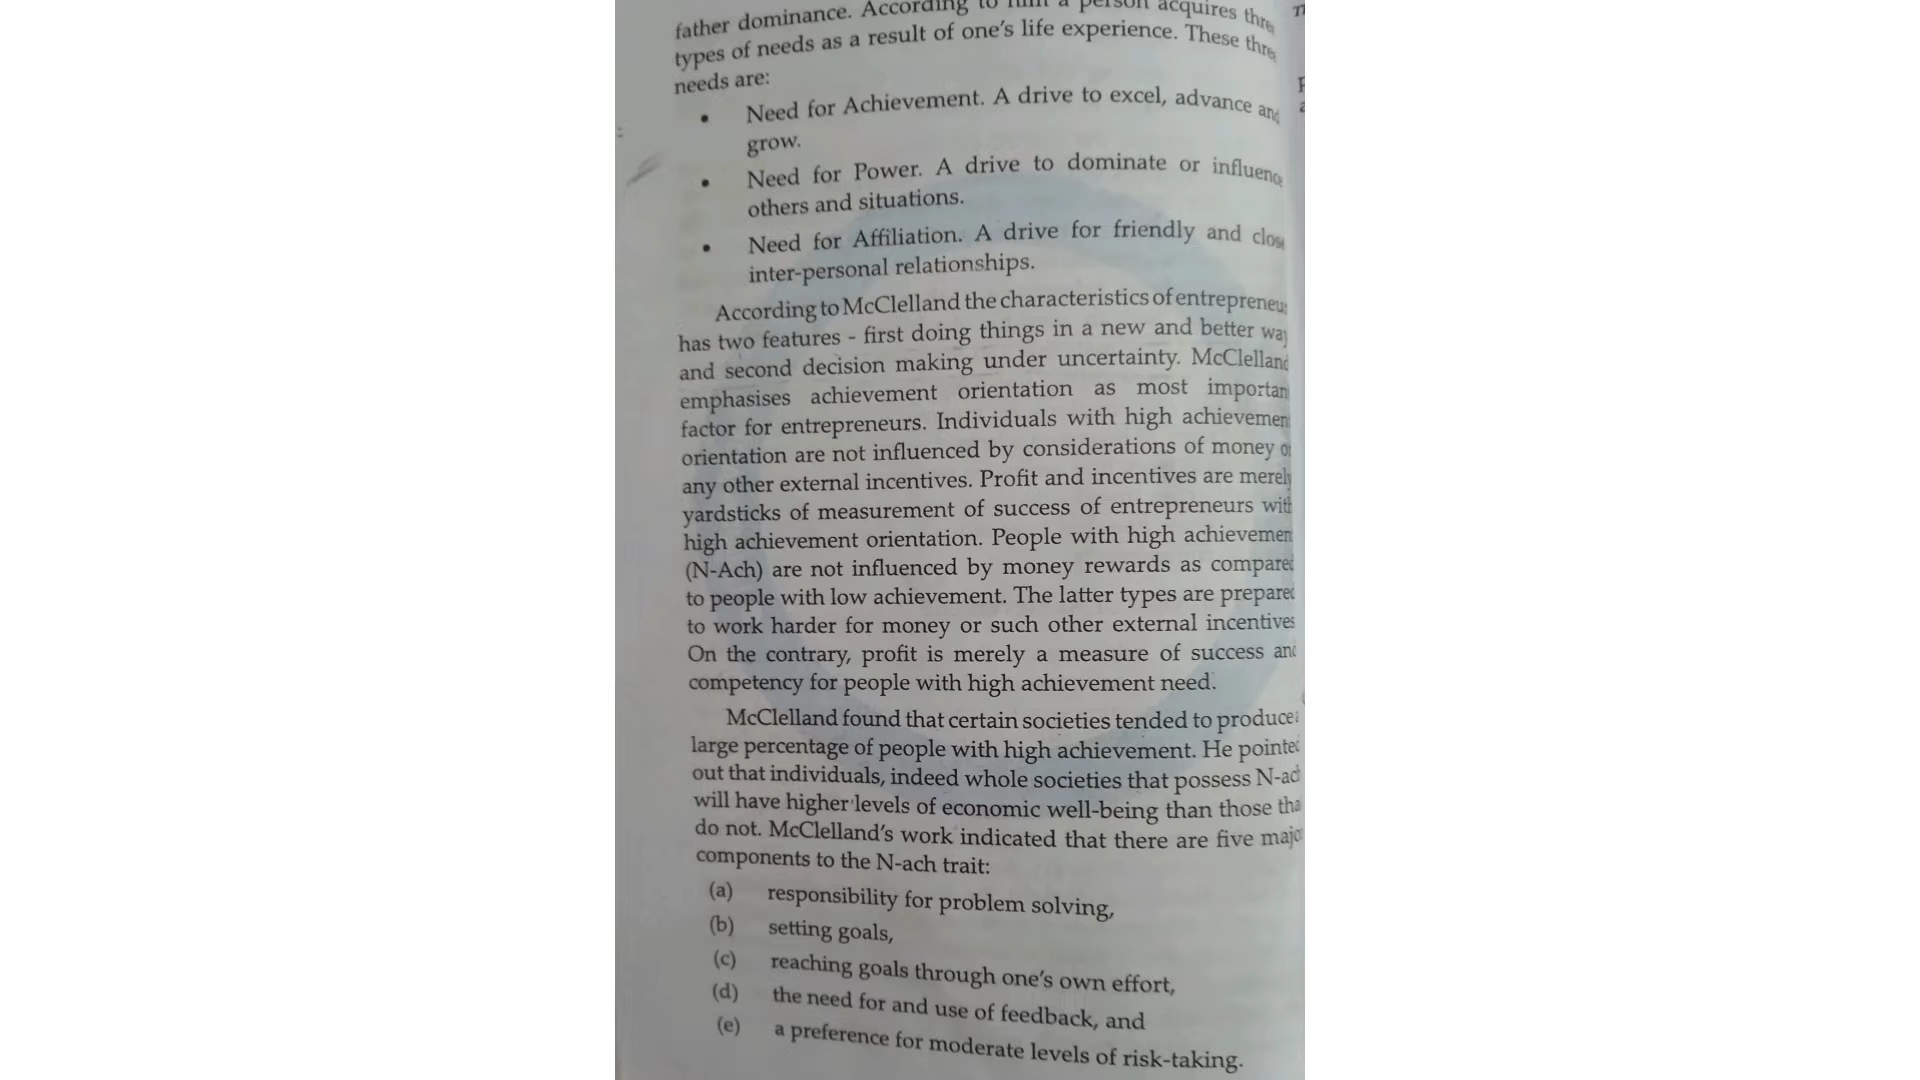 father dominance. According to him a person acquires thre
types of needs as a result of one's life experience. These thre
needs are:
• Need for Achievement. A drive to excel, advance and
grow.
• Need for Power. A drive to dominate or influenc
others and situations.
• Need for Affiliation. A drive for friendly and clos
inter-personal relationships.
According to McClelland the characteristics of entrepreneur
has two features - first doing things in a new and better way
and second decision making under uncertainty. McClelland
emphasises achievement orientation as most importan
factor for entrepreneurs. Individuals with high achievemen
orientation are not influenced by considerations of money or
any other external incentives. Profit and incentives are merely
yardsticks of measurement of success of entrepreneurs with
high achievement orientation. People with high achievemen
(N-Ach) are not influenced by money rewards as compared
to people with low achievement. The latter types are prepared
to work harder for money or such other external incentives
On the contrary, profit is merely a measure of success and
competency for people with high achievement need.
McClelland found that certain societies tended to produce a
large percentage of people with high achievement. He pointed
out that individuals, indeed whole societies that possess N-ach
will have higher levels of economic well-being than those tha
do not. McClelland's work indicated that there are five majo
components to the N-ach trait:
(a) responsibility for problem solving,
(b) setting goals,
(c) reaching goals through one's own effort,
(d) the need for and use of feedback, and
(e) a preference for moderate levels of risk-taking.